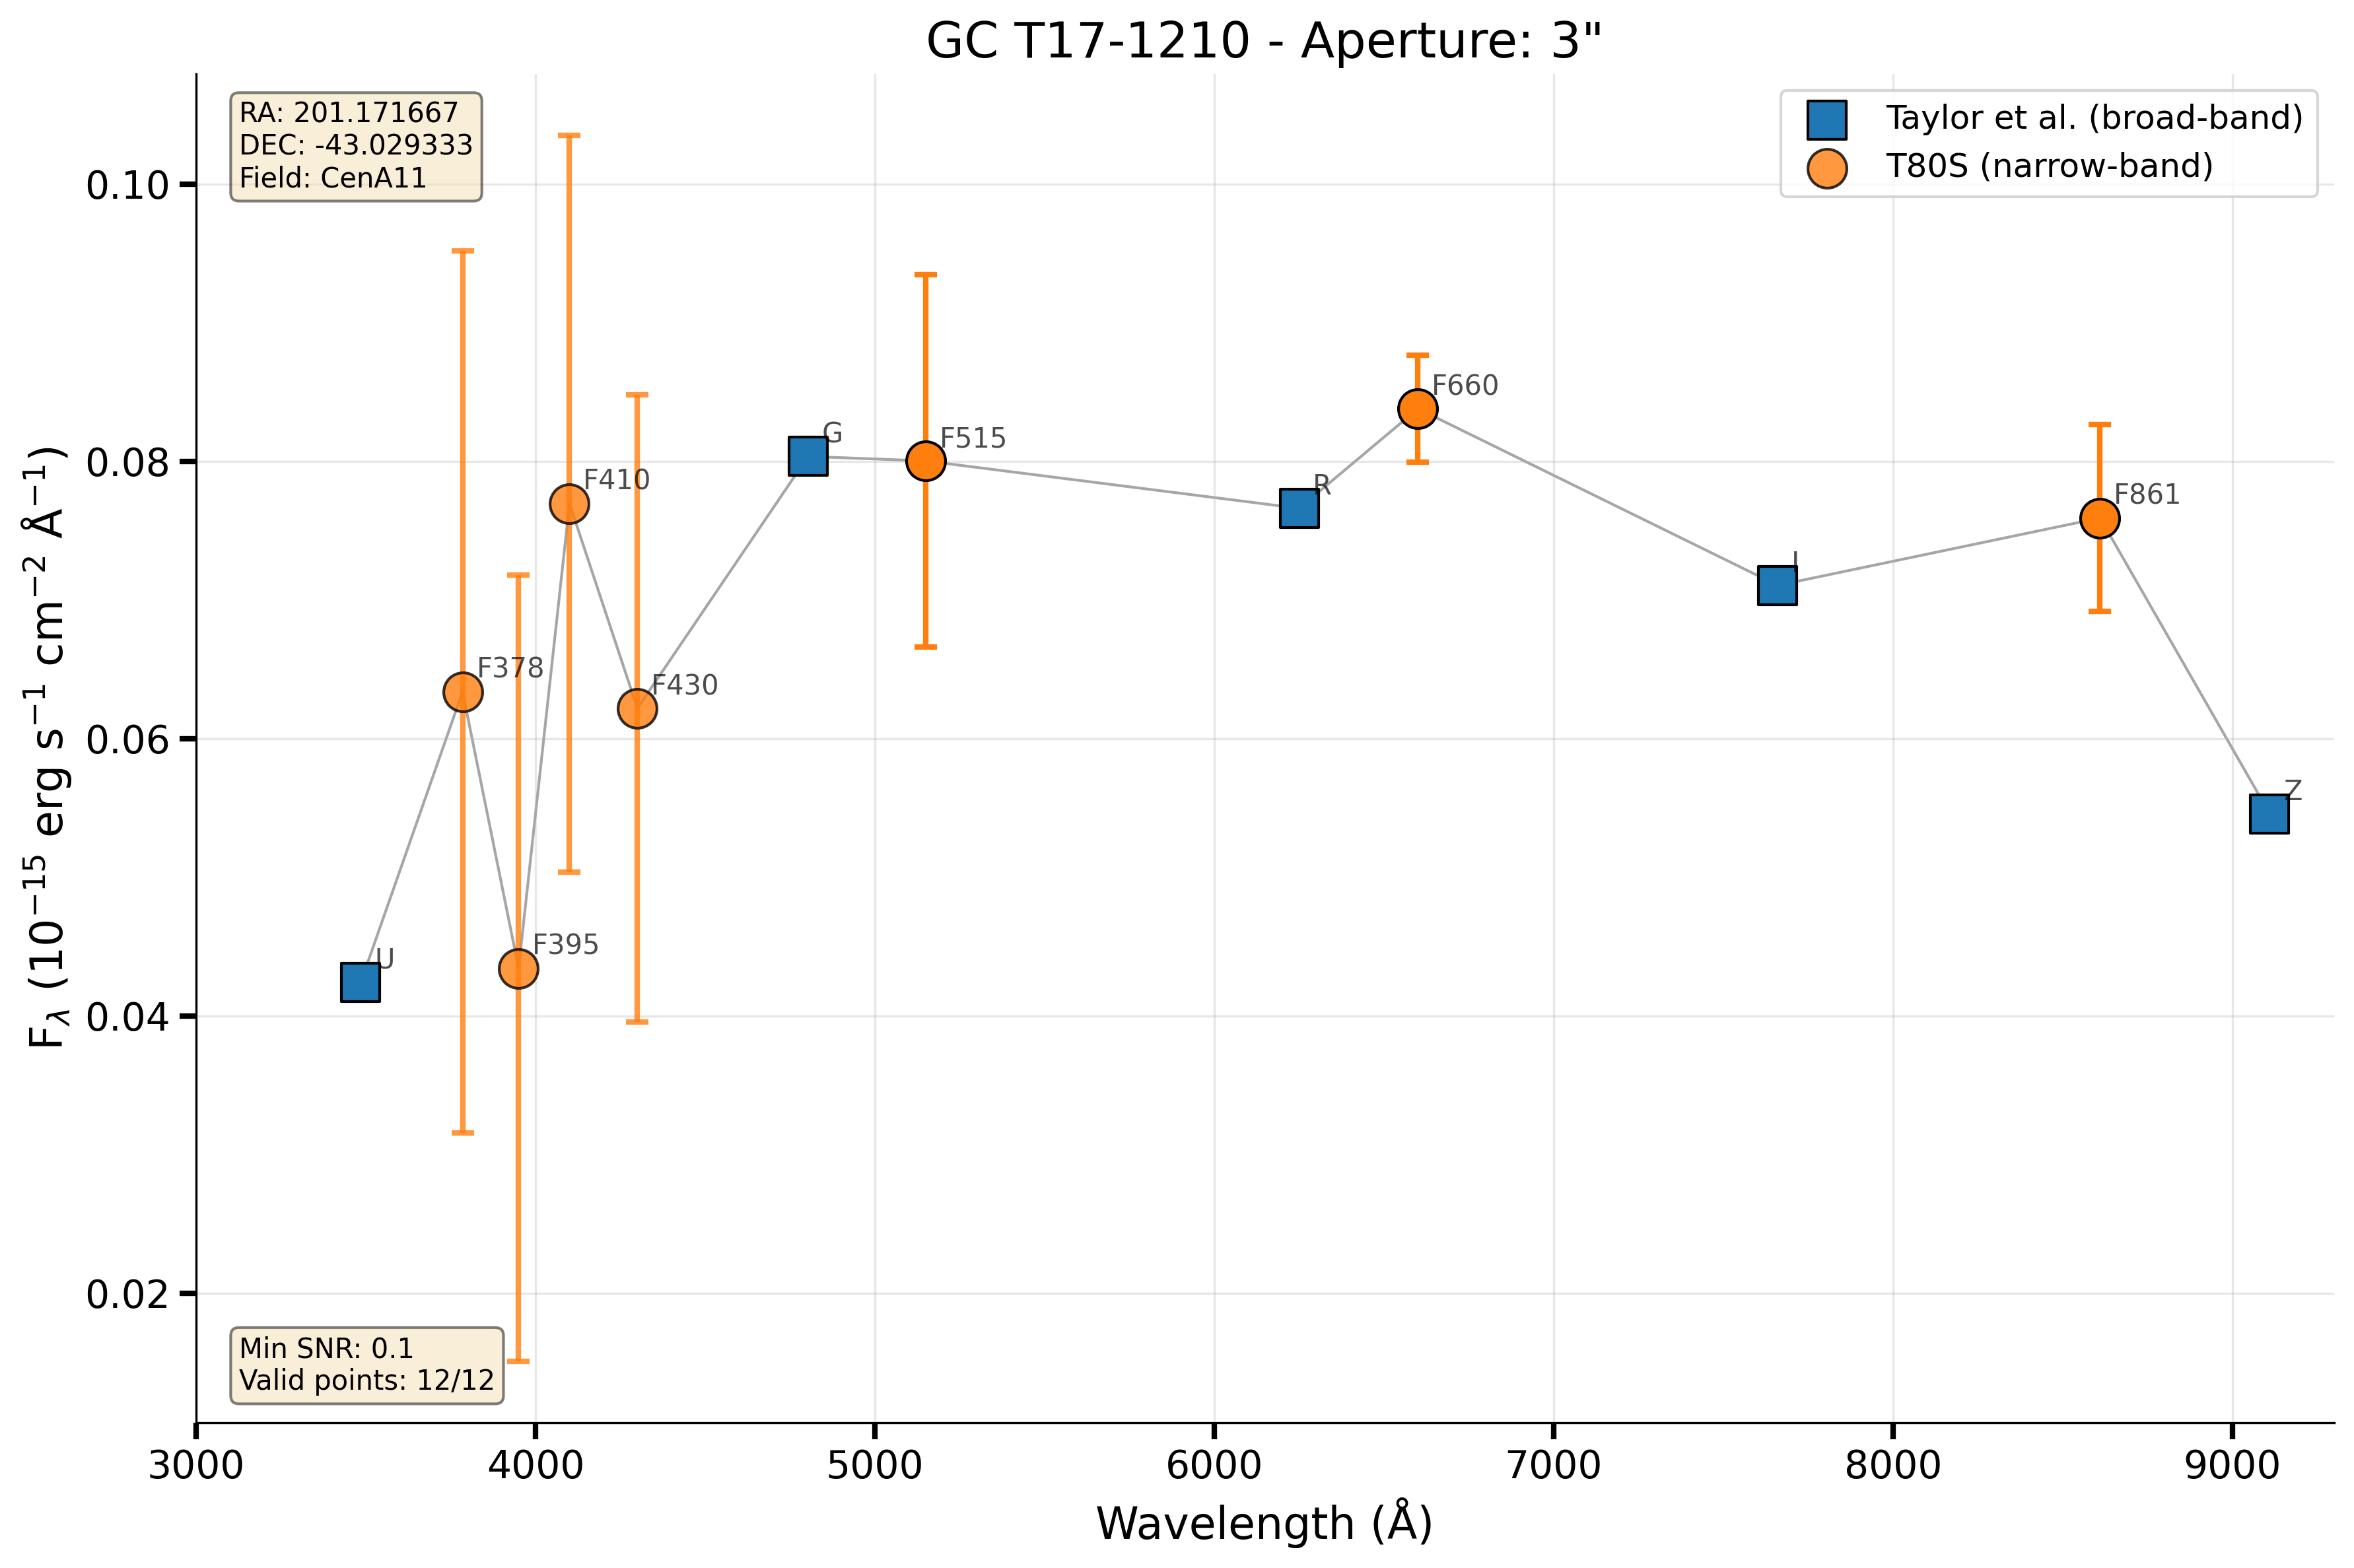 GC T17-1210 - Aperture: 3"
RA: 201.171667
DEC: -43.029333
Field: CenA11
Taylor et al. (broad-band)
T80S (narrow-band)
0.10
0.08
0.06
0.04
0.02
F_λ (10⁻¹⁵ erg s⁻¹ cm⁻² Å⁻¹)
U
F378
F395
F410
F430
G
F515
R
F660
I
F861
Z
Min SNR: 0.1
Valid points: 12/12
3000 4000 5000 6000 7000 8000 9000
Wavelength (Å)